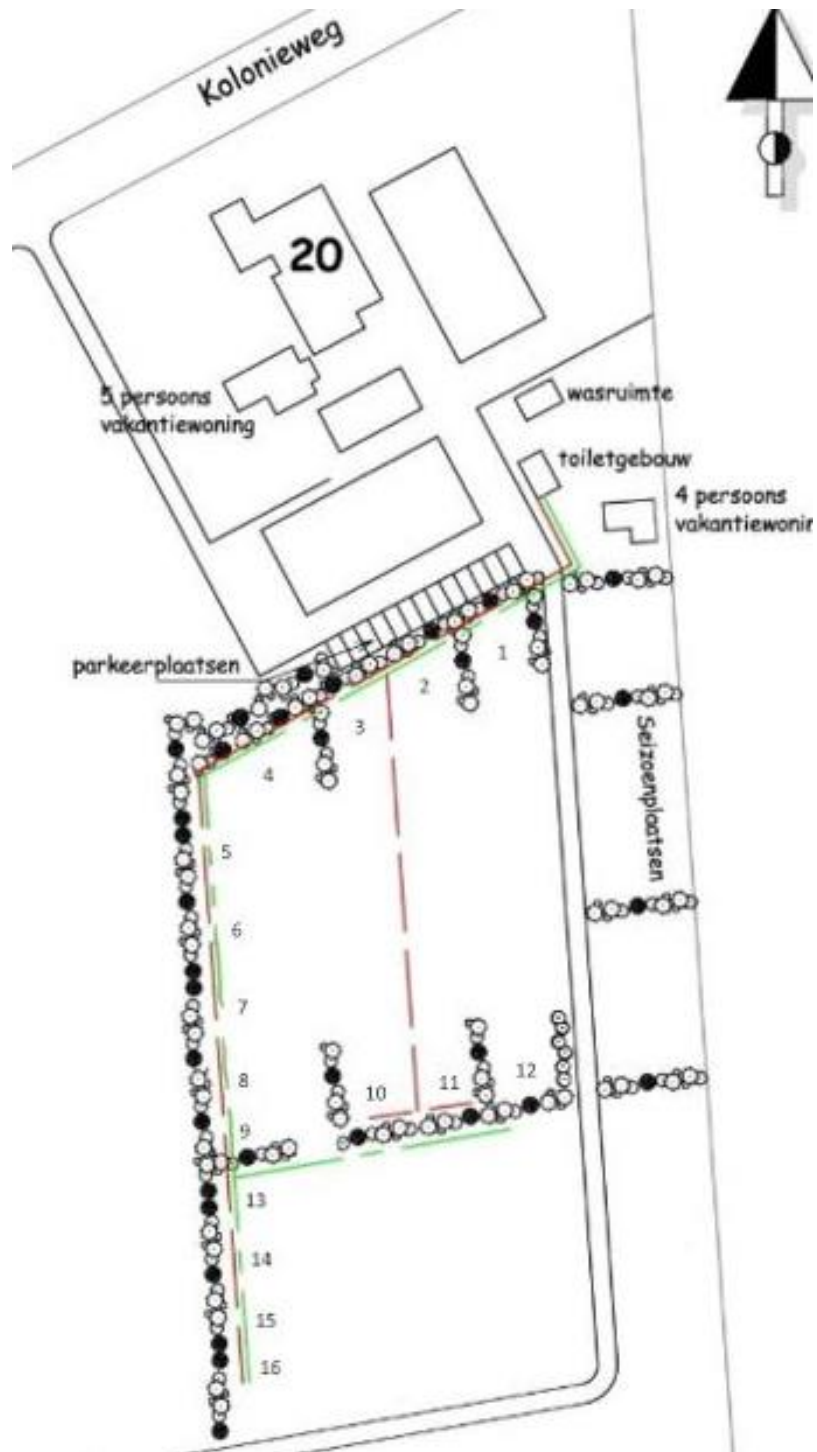 Kolonieweg
20
5 persoons
vakantiewoning
wasruimte
toiletgebouw
4 persoons
vakantiewonin
parkeerplaatsen
Seizoenplaatsen
1
2
3
4
5
6
7
8
9
10
11
12
13
14
15
16